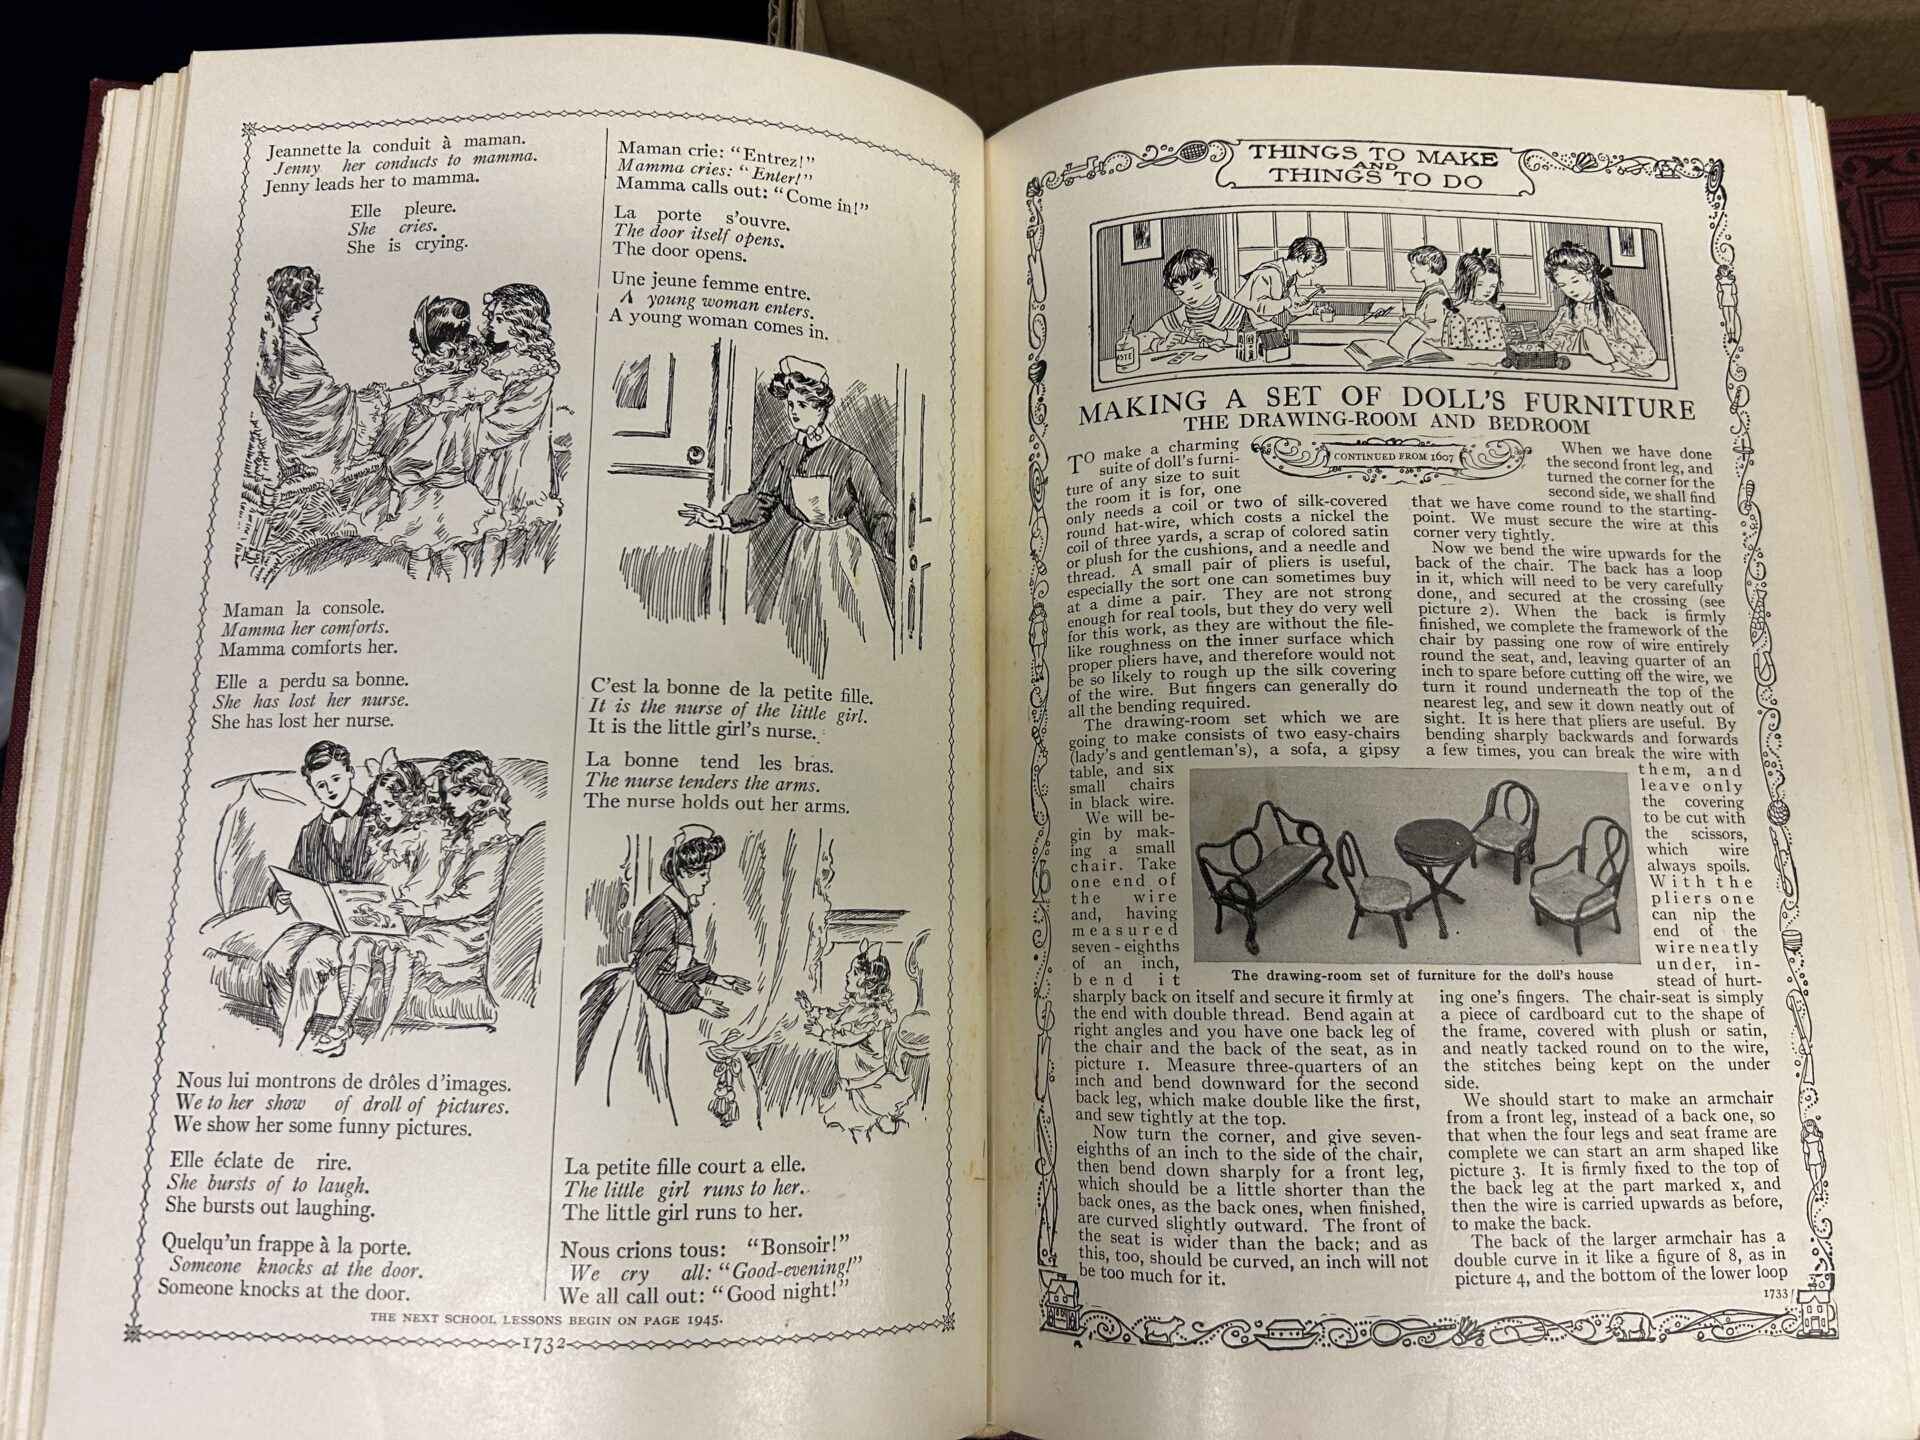 Jeannette la conduit à maman.
Jenny her conducts to mamma.
Jenny leads her to mamma.
Elle pleure.
She cries.
She is crying.
Maman la console.
Mamma her comforts.
Mamma comforts her.
Elle a perdu sa bonne.
She has lost her nurse.
She has lost her nurse.
Nous lui montrons de drôles d'images.
We to her show of droll of pictures.
We show her some funny pictures.
Elle éclate de rire.
She bursts of to laugh.
She bursts out laughing.
Quelqu'un frappe à la porte.
Someone knocks at the door.
Someone knocks at the door.
Maman crie: "Entrez!"
Mamma cries: "Enter!"
Mamma calls out: "Come in!"
La porte s'ouvre.
The door itself opens.
The door opens.
Une jeune femme entre.
A young woman enters.
A young woman comes in.
C'est la bonne de la petite fille.
It is the nurse of the little girl.
It is the little girl's nurse.
La bonne tend les bras.
The nurse tenders the arms.
The nurse holds out her arms.
La petite fille court a elle.
The little girl runs to her.
The little girl runs to her.
Nous crions tous: "Bonsoir!"
We cry all: "Good-evening!"
We all call out: "Good night!"
THE NEXT SCHOOL LESSONS BEGIN ON PAGE 1945.
1732
THINGS TO MAKE
AND
THINGS TO DO
MAKING A SET OF DOLL'S FURNITURE
THE DRAWING-ROOM AND BEDROOM
CONTINUED FROM 1607
TO make a charming
suite of doll's furni-
ture of any size to suit
the room it is for, one
only needs a coil or two of silk-covered
round hat-wire, which costs a nickel the
coil of three yards, a scrap of colored satin
or plush for the cushions, and a needle and
thread. A small pair of pliers is useful,
especially the sort one can sometimes buy
at a dime a pair. They are not strong
enough for real tools, but they do very well
for this work, as they are without the file-
like roughness on the inner surface which
proper pliers have, and therefore would not
be so likely to rough up the silk covering
of the wire. But fingers can generally do
all the bending required.
The drawing-room set which we are
going to make consists of two easy-chairs
(lady's and gentleman's), a sofa, a gipsy
table, and six
small chairs
in black wire.
We will be-
gin by mak-
ing a small
chair. Take
one end of
the wire
and, having
measured
seven-eighths
of an inch,
bend it
sharply back on itself and secure it firmly at
the end with double thread. Bend again at
right angles and you have one back leg of
the chair and the back of the seat, as in
picture 1. Measure three-quarters of an
inch and bend downward for the second
back leg, which make double like the first,
and sew tightly at the top.
Now turn the corner, and give seven-
eighths of an inch to the side of the chair,
then bend down sharply for a front leg,
which should be a little shorter than the
back ones, as the back ones, when finished,
are curved slightly outward. The front of
the seat is wider than the back; and as
this, too, should be curved, an inch will not
be too much for it.
When we have done
the second front leg, and
turned the corner for the
second side, we shall find
that we have come round to the starting-
point. We must secure the wire at this
corner very tightly.
Now we bend the wire upwards for the
back of the chair. The back has a loop
in it, which will need to be very carefully
done, and secured at the crossing (see
picture 2). When the back is firmly
finished, we complete the framework of the
chair by passing one row of wire entirely
round the seat, and, leaving quarter of an
inch to spare before cutting off the wire, we
turn it round underneath the top of the
nearest leg, and sew it down neatly out of
sight. It is here that pliers are useful. By
bending sharply backwards and forwards
a few times, you can break the wire with
them, and
leave only
the covering
to be cut with
the scissors,
which wire
always spoils.
With the
pliers one
can nip the
end of the
wire neatly
under, in-
stead of hurt-
ing one's fingers. The chair-seat is simply
a piece of cardboard cut to the shape of
the frame, covered with plush or satin,
and neatly tacked round on to the wire,
the stitches being kept on the under
side.
We should start to make an armchair
from a front leg, instead of a back one, so
that when the four legs and seat frame are
complete we can start an arm shaped like
picture 3. It is firmly fixed to the top of
the back leg at the part marked x, and
then the wire is carried upwards as before,
to make the back.
The back of the larger armchair has a
double curve in it like a figure of 8, as in
picture 4, and the bottom of the lower loop
The drawing-room set of furniture for the doll's house
1733